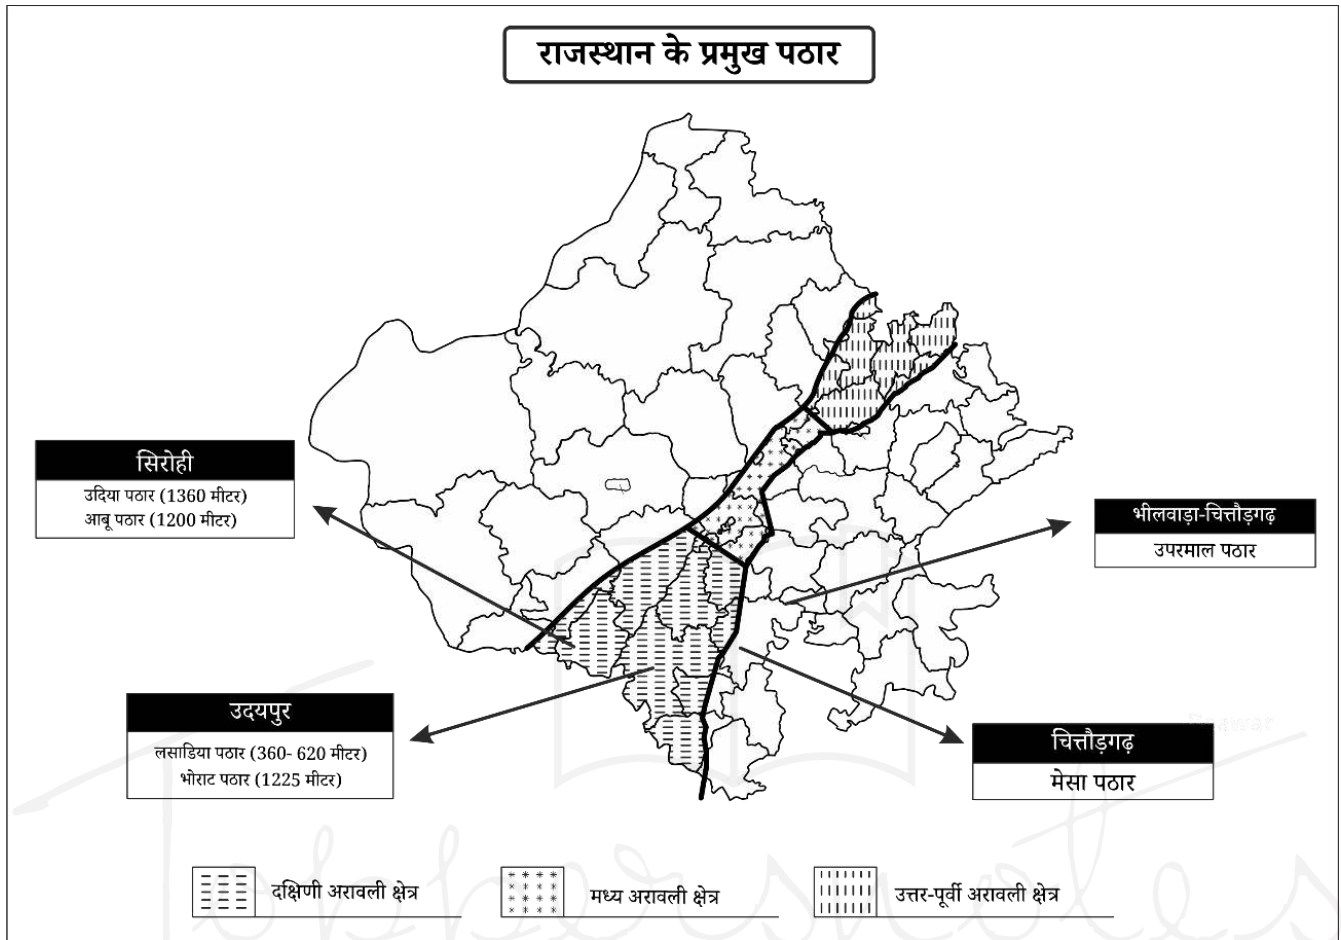 राजस्थान के प्रमुख पठार
सिरोही
उदिया पठार (1360 मीटर)
आबू पठार (1200 मीटर)
भीलवाड़ा-चित्तौड़गढ़
उपरमाल पठार
उदयपुर
लसाडिया पठार (360- 620 मीटर)
भोराट पठार (1225 मीटर)
चित्तौड़गढ़
मेसा पठार
दक्षिणी अरावली क्षेत्र
मध्य अरावली क्षेत्र
उत्तर-पूर्वी अरावली क्षेत्र
Toppersnotes